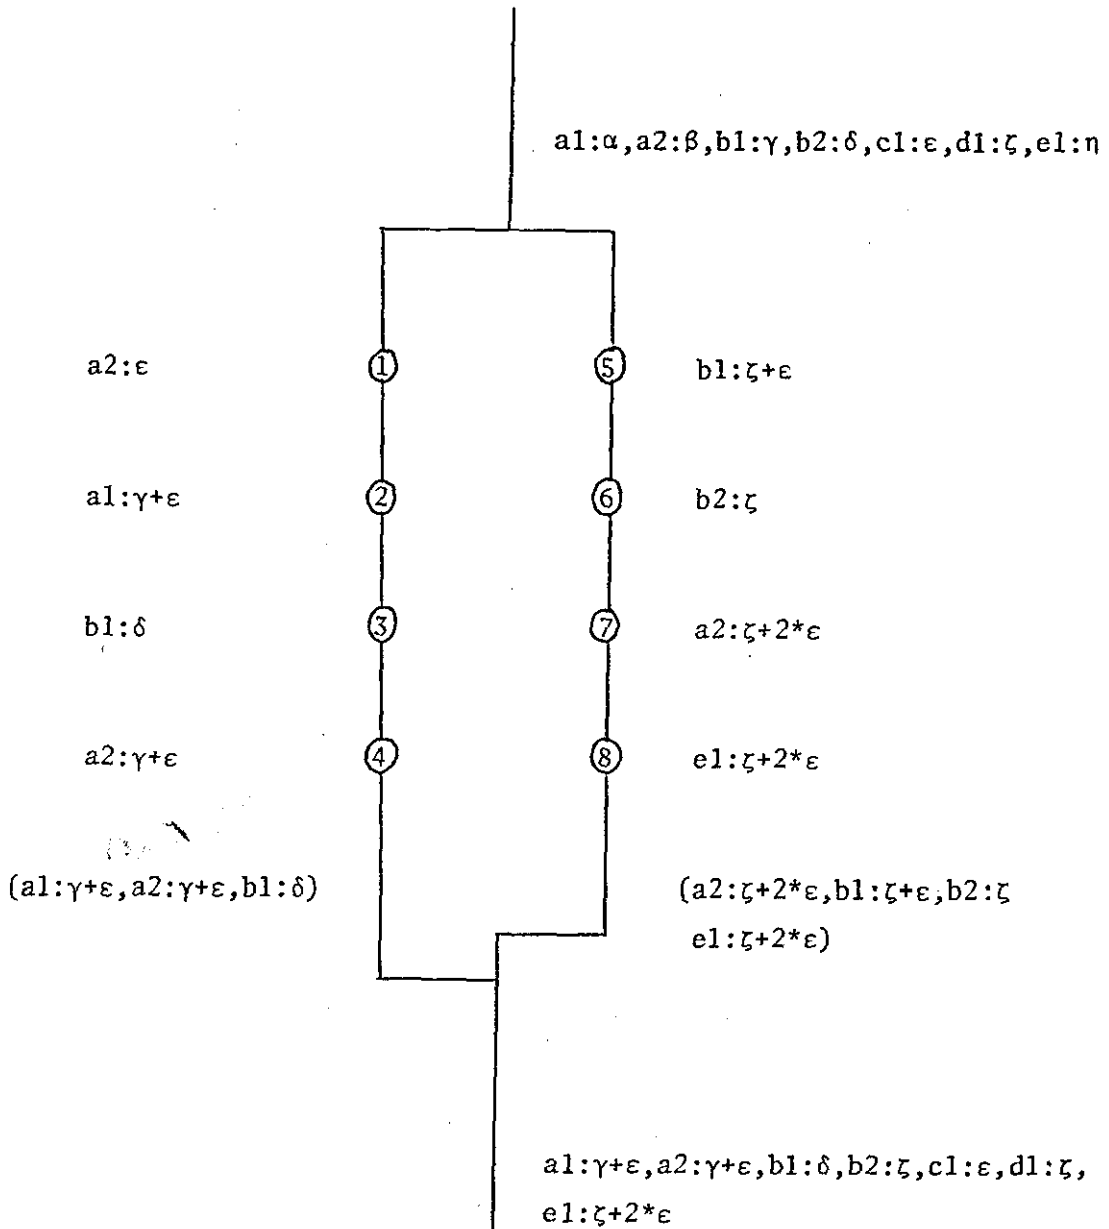 a1:α,a2:β,b1:γ,b2:δ,c1:ε,d1:ζ,e1:η
a2:ε
1
5
b1:ζ+ε
a1:γ+ε
2
6
b2:ζ
b1:δ
3
7
a2:ζ+2*ε
a2:γ+ε
4
8
e1:ζ+2*ε
(a1:γ+ε,a2:γ+ε,b1:δ)
(a2:ζ+2*ε,b1:ζ+ε,b2:ζ
e1:ζ+2*ε)
a1:γ+ε,a2:γ+ε,b1:δ,b2:ζ,c1:ε,d1:ζ,
e1:ζ+2*ε